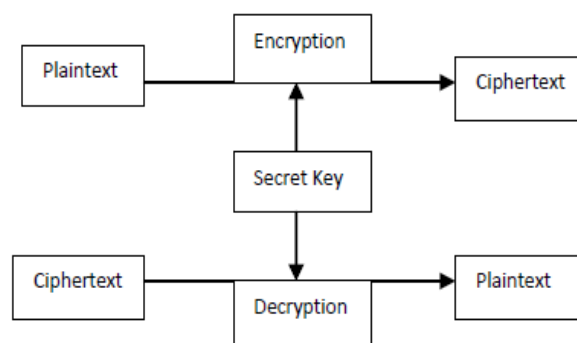 Encryption
Plaintext
Ciphertext
Secret Key
Ciphertext
Plaintext
Decryption